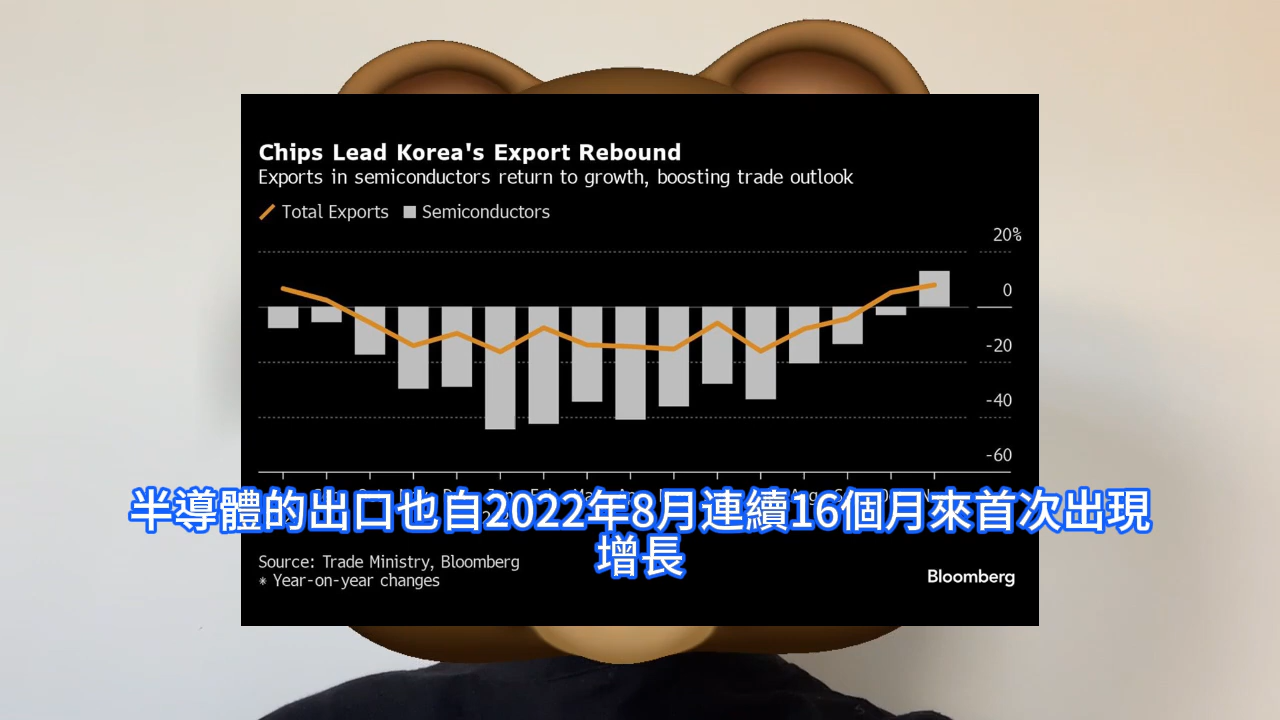 Chips Lead Korea's Export Rebound
Exports in semiconductors return to growth, boosting trade outlook
Total Exports Semiconductors
20%
0
-20
-40
-60
半導體的出口也自2022年8月連續16個月來首次出現
增長
Source: Trade Ministry, Bloomberg
* Year-on-year changes
Bloomberg